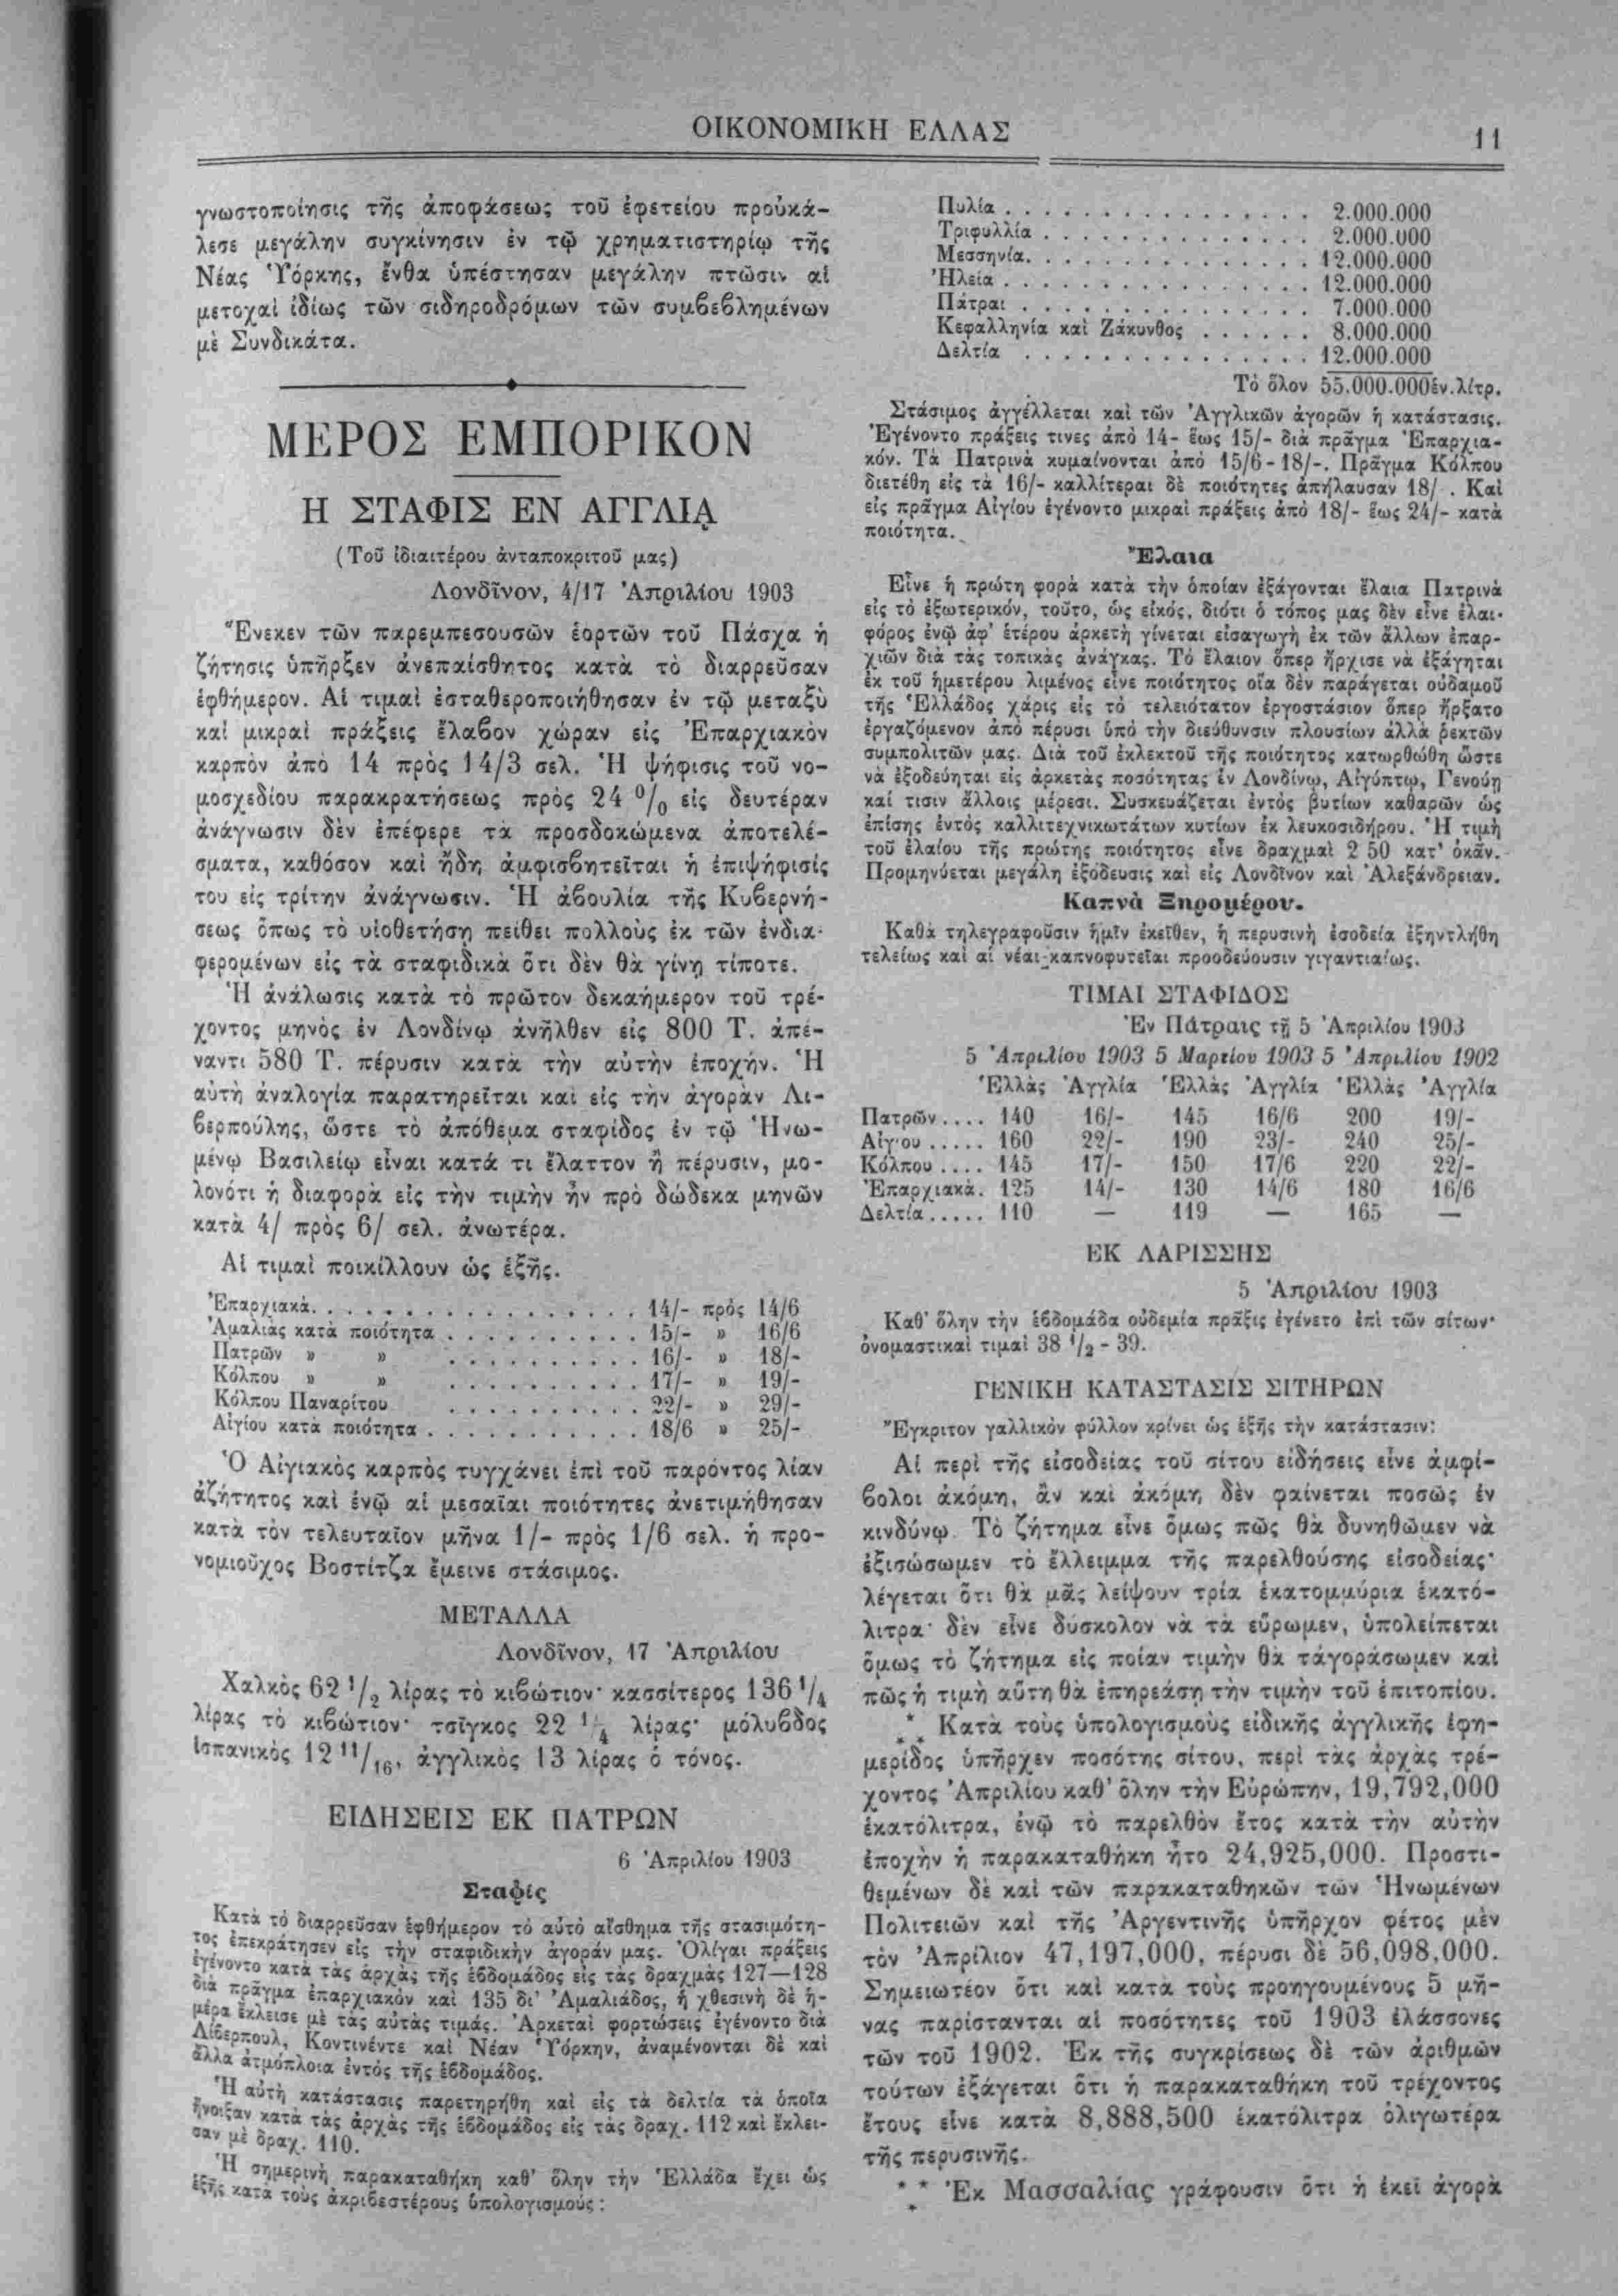 ΟΙΚΟΝΟΜΙΚΗ ΕΛΛΑΣ
11
γνωστοποίησις τῆς ἀποφάσεως τοῦ ἐφετείου προὐκά-
λεσε μεγάλην συγκίνησιν ἐν τῷ χρηματιστηρίῳ τῆς
Νέας Ὑόρκης, ἔνθα ὑπέστησαν μεγάλην πτῶσιν αἱ
μετοχαὶ ἰδίως τῶν σιδηροδρόμων τῶν συμβεβλημένων
μὲ Συνδικάτα.
ΜΕΡΟΣ ΕΜΠΟΡΙΚΟΝ
Η ΣΤΑΦΙΣ ΕΝ ΑΓΓΛΙᾼ
(Τοῦ ἰδιαιτέρου ἀνταποκριτοῦ μας)
Λονδῖνον, 4/17 Ἀπριλίου 1903
Ἕνεκεν τῶν παρεμπεσουσῶν ἑορτῶν τοῦ Πάσχα ἡ
ζήτησις ὑπῆρξεν ἀνεπαίσθητος κατὰ τὸ διαρρεῦσαν
ἑφθήμερον. Αἱ τιμαὶ ἐσταθεροποιήθησαν ἐν τῷ μεταξὺ
καὶ μικραὶ πράξεις ἔλαβον χώραν εἰς Ἐπαρχιακὸν
καρπὸν ἀπὸ 14 πρὸς 14/3 σελ. Ἡ ψήφισις τοῦ νο-
μοσχεδίου παρακρατήσεως πρὸς 24 % εἰς δευτέραν
ἀνάγνωσιν δὲν ἐπέφερε τὰ προσδοκώμενα ἀποτελέ-
σματα, καθόσον καὶ ἤδη ἀμφισβητεῖται ἡ ἐπιψήφισίς
του εἰς τρίτην ἀνάγνωσιν. Ἡ ἀβουλία τῆς Κυβερνή-
σεως ὅπως τὸ υἱοθετήσῃ πείθει πολλοὺς ἐκ τῶν ἐνδια-
φερομένων εἰς τὰ σταφιδικὰ ὅτι δὲν θὰ γίνῃ τίποτε.
Ἡ ἀνάλωσις κατὰ τὸ πρῶτον δεκαήμερον τοῦ τρέ-
χοντος μηνὸς ἐν Λονδίνῳ ἀνῆλθεν εἰς 800 Τ. ἀπέ-
ναντι 580 Τ. πέρυσιν κατὰ τὴν αὐτὴν ἐποχήν. Ἡ
αὐτὴ ἀναλογία παρατηρεῖται καὶ εἰς τὴν ἀγορὰν Λι-
βερπούλης, ὥστε τὸ ἀπόθεμα σταφίδος ἐν τῷ Ἡνω-
μένῳ Βασιλείῳ εἶναι κατά τι ἔλαττον ἢ πέρυσιν, μο-
λονότι ἡ διαφορὰ εἰς τὴν τιμὴν ἦν πρὸ δώδεκα μηνῶν
κατὰ 4/ πρὸς 6/ σελ. ἀνωτέρα.
Αἱ τιμαὶ ποικίλλουν ὡς ἑξῆς.
Ἐπαρχιακὰ. . . . . . . . . . . . . . . . . 14/- πρὸς 14/6
Ἀμαλιὰς κατὰ ποιότητα . . . . . . . . . . 15/- » 16/6
Πατρῶν » » . . . . . . . . . . 16/- » 18/-
Κόλπου » » . . . . . . . . . . 17/- » 19/-
Κόλπου Παναρίτου . . . . . . . . . . 22/- » 29/-
Αἰγίου κατὰ ποιότητα . . . . . . . . . . . 18/6 » 25/-
Ὁ Αἰγιακὸς καρπὸς τυγχάνει ἐπὶ τοῦ παρόντος λίαν
ἀζήτητος καὶ ἐνῷ αἱ μεσαῖαι ποιότητες ἀνετιμήθησαν
κατὰ τὸν τελευταῖον μῆνα 1/- πρὸς 1/6 σελ. ἡ προ-
νομιοῦχος Βοστίτζα ἔμεινε στάσιμος.
ΜΕΤΑΛΛΑ
Λονδῖνον, 17 Ἀπριλίου
Χαλκὸς 62 1/2 λίρας τὸ κιβώτιον· κασσίτερος 136 1/4
λίρας τὸ κιβώτιον· τσῖγκος 22 1/4 λίρας· μόλυβδος
ἱσπανικὸς 12 11/16, ἀγγλικὸς 13 λίρας ὁ τόνος.
ΕΙΔΗΣΕΙΣ ΕΚ ΠΑΤΡΩΝ
6 Ἀπριλίου 1903
Σταφίς
Κατὰ τὸ διαρρεῦσαν ἑφθήμερον τὸ αὐτὸ αἴσθημα τῆς στασιμότη-
τος ἐπεκράτησεν εἰς τὴν σταφιδικὴν ἀγοράν μας. Ὀλίγαι πράξεις
ἐγένοντο κατὰ τὰς ἀρχὰς τῆς ἑβδομάδος εἰς τὰς δραχμὰς 127—128
διὰ πρᾶγμα ἐπαρχιακὸν καὶ 135 δι' Ἀμαλιάδος, ἡ χθεσινὴ δὲ ἡ-
μέρα ἔκλεισε μὲ τὰς αὐτὰς τιμάς. Ἀρκεταὶ φορτώσεις ἐγένοντο διὰ
Λίβερπουλ, Κοντινέντε καὶ Νέαν Ὑόρκην, ἀναμένονται δὲ καὶ
ἄλλα ἀτμόπλοια ἐντὸς τῆς ἑβδομάδος.
Ἡ αὐτὴ κατάστασις παρετηρήθη καὶ εἰς τὰ δελτία τὰ ὁποῖα
ἤνοιξαν κατὰ τὰς ἀρχὰς τῆς ἑβδομάδος εἰς τὰς δραχ. 112 καὶ ἔκλει-
σαν μὲ δραχ. 110.
Ἡ σημερινὴ παρακαταθήκη καθ' ὅλην τὴν Ἑλλάδα ἔχει ὡς
ἑξῆς κατὰ τοὺς ἀκριβεστέρους ὑπολογισμούς :
Πυλία . . . . . . . . . . . . . . . . 2.000.000
Τριφυλλία . . . . . . . . . . . . . . 2.000.000
Μεσσηνία. . . . . . . . . . . . . . . 12.000.000
Ἠλεία . . . . . . . . . . . . . . . . 12.000.000
Πάτραι . . . . . . . . . . . . . . . 7.000.000
Κεφαλληνία καὶ Ζάκυνθος . . . . . . 8.000.000
Δελτία . . . . . . . . . . . . . . . 12.000.000
Τὸ ὅλον 55.000.000ἐν.λίτρ.
Στάσιμος ἀγγέλλεται καὶ τῶν Ἀγγλικῶν ἀγορῶν ἡ κατάστασις.
Ἐγένοντο πράξεις τινες ἀπὸ 14- ἕως 15/- διὰ πρᾶγμα Ἐπαρχια-
κόν. Τὰ Πατρινὰ κυμαίνονται ἀπὸ 15/6 - 18/-. Πρᾶγμα Κόλπου
διετέθη εἰς τὰ 16/- καλλίτεραι δὲ ποιότητες ἀπήλαυσαν 18/ . Καὶ
εἰς πρᾶγμα Αἰγίου ἐγένοντο μικραὶ πράξεις ἀπὸ 18/- ἕως 24/- κατὰ
ποιότητα.
Ἔλαια
Εἶνε ἡ πρώτη φορὰ κατὰ τὴν ὁποίαν ἐξάγονται ἔλαια Πατρινὰ
εἰς τὸ ἐξωτερικόν, τοῦτο, ὡς εἰκός, διότι ὁ τόπος μας δὲν εἶνε ἐλαι-
φόρος ἐνῷ ἀφ' ἑτέρου ἀρκετὴ γίνεται εἰσαγωγὴ ἐκ τῶν ἄλλων ἐπαρ-
χιῶν διὰ τὰς τοπικὰς ἀνάγκας. Τὸ ἔλαιον ὅπερ ἤρχισε νὰ ἐξάγηται
ἐκ τοῦ ἡμετέρου λιμένος εἶνε ποιότητος οἵα δὲν παράγεται οὐδαμοῦ
τῆς Ἑλλάδος χάρις εἰς τὸ τελειότατον ἐργοστάσιον ὅπερ ἤρξατο
ἐργαζόμενον ἀπὸ πέρυσι ὑπὸ τὴν διεύθυνσιν πλουσίων ἀλλὰ ῥεκτῶν
συμπολιτῶν μας. Διὰ τοῦ ἐκλεκτοῦ τῆς ποιότητος κατωρθώθη ὥστε
νὰ ἐξοδεύηται εἰς ἀρκετὰς ποσότητας ἐν Λονδίνῳ, Αἰγύπτῳ, Γενούῃ
καί τισιν ἄλλοις μέρεσι. Συσκευάζεται ἐντὸς βυτίων καθαρῶν ὡς
ἐπίσης ἐντὸς καλλιτεχνικωτάτων κυτίων ἐκ λευκοσιδήρου. Ἡ τιμὴ
τοῦ ἐλαίου τῆς πρώτης ποιότητος εἶνε δραχμαὶ 2 50 κατ' ὀκᾶν.
Προμηνύεται μεγάλη ἐξόδευσις καὶ εἰς Λονδῖνον καὶ Ἀλεξάνδρειαν.
Καπνὰ Ξηρομέρου.
Καθὰ τηλεγραφοῦσιν ἡμῖν ἐκεῖθεν, ἡ περυσινὴ ἐσοδεία ἐξηντλήθη
τελείως καὶ αἱ νέαι καπνοφυτεῖαι προοδεύουσιν γιγαντιαίως.
ΤΙΜΑΙ ΣΤΑΦΙΔΟΣ
Ἐν Πάτραις τῇ 5 Ἀπριλίου 1903
5 Ἀπριλίου 1903 5 Μαρτίου 1903 5 Ἀπριλίου 1902
Ἑλλὰς Ἀγγλία Ἑλλὰς Ἀγγλία Ἑλλὰς Ἀγγλία
Πατρῶν.... 140 16/- 145 16/6 200 19/-
Αἰγίου ..... 160 22/- 190 23/- 240 25/-
Κόλπου .... 145 17/- 150 17/6 220 22/-
Ἐπαρχιακὰ. 125 14/- 130 14/6 180 16/6
Δελτία..... 110 — 119 — 165 —
ΕΚ ΛΑΡΙΣΣΗΣ
5 Ἀπριλίου 1903
Καθ' ὅλην τὴν ἑβδομάδα οὐδεμία πρᾶξις ἐγένετο ἐπὶ τῶν σίτων·
ὀνομαστικαὶ τιμαὶ 38 1/2 - 39.
ΓΕΝΙΚΗ ΚΑΤΑΣΤΑΣΙΣ ΣΙΤΗΡΩΝ
Ἔγκριτον γαλλικὸν φύλλον κρίνει ὡς ἑξῆς τὴν κατάστασιν:
Αἱ περὶ τῆς εἰσοδείας τοῦ σίτου εἰδήσεις εἶνε ἀμφί-
βολοι ἀκόμη, ἂν καὶ ἀκόμη δὲν φαίνεται ποσῶς ἐν
κινδύνῳ. Τὸ ζήτημα εἶνε ὅμως πῶς θὰ δυνηθῶμεν νὰ
ἐξισώσωμεν τὸ ἔλλειμμα τῆς παρελθούσης εἰσοδείας·
λέγεται ὅτι θὰ μᾶς λείψουν τρία ἑκατομμύρια ἑκατό-
λιτρα· δὲν εἶνε δύσκολον νὰ τὰ εὕρωμεν, ὑπολείπεται
ὅμως τὸ ζήτημα εἰς ποίαν τιμὴν θὰ τἀγοράσωμεν καὶ
πῶς ἡ τιμὴ αὕτη θὰ ἐπηρεάσῃ τὴν τιμὴν τοῦ ἐπιτοπίου.
*** Κατὰ τοὺς ὑπολογισμοὺς εἰδικῆς ἀγγλικῆς ἐφη-
μερίδος ὑπῆρχεν ποσότης σίτου, περὶ τὰς ἀρχὰς τρέ-
χοντος Ἀπριλίου καθ' ὅλην τὴν Εὐρώπην, 19,792,000
ἑκατόλιτρα, ἐνῷ τὸ παρελθὸν ἔτος κατὰ τὴν αὐτὴν
ἐποχὴν ἡ παρακαταθήκη ἦτο 24,925,000. Προστι-
θεμένων δὲ καὶ τῶν παρακαταθηκῶν τῶν Ἡνωμένων
Πολιτειῶν καὶ τῆς Ἀργεντινῆς ὑπῆρχον φέτος μὲν
τὸν Ἀπρίλιον 47,197,000, πέρυσι δὲ 56,098,000.
Σημειωτέον ὅτι καὶ κατὰ τοὺς προηγουμένους 5 μῆ-
νας παρίστανται αἱ ποσότητες τοῦ 1903 ἐλάσσονες
τῶν τοῦ 1902. Ἐκ τῆς συγκρίσεως δὲ τῶν ἀριθμῶν
τούτων ἐξάγεται ὅτι ἡ παρακαταθήκη τοῦ τρέχοντος
ἔτους εἶνε κατὰ 8,888,500 ἑκατόλιτρα ὀλιγωτέρα
τῆς περυσινῆς.
*** Ἐκ Μασσαλίας γράφουσιν ὅτι ἡ ἐκεῖ ἀγορὰ